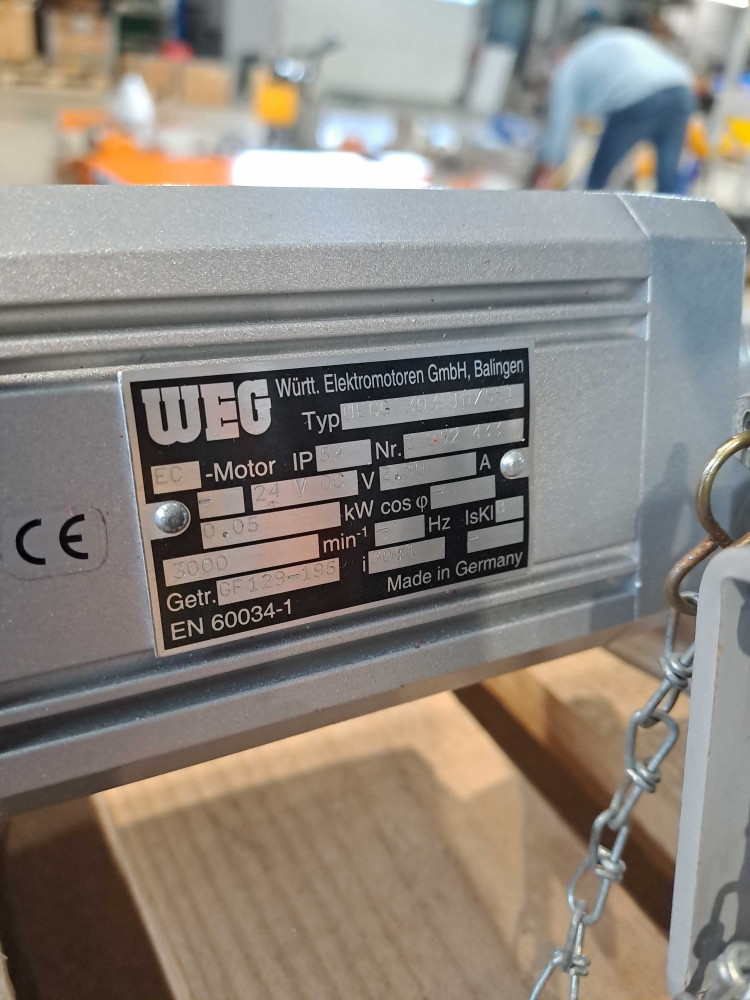 WEG Württ. Elektromotoren GmbH, Balingen
Typ
EC -Motor IP 54 Nr.
- 24 V DC V A
0.05 kW cos φ -
3000 min⁻¹ - Hz IsKl
Getr. GF129-195 i -
EN 60034-1 Made in Germany
CE